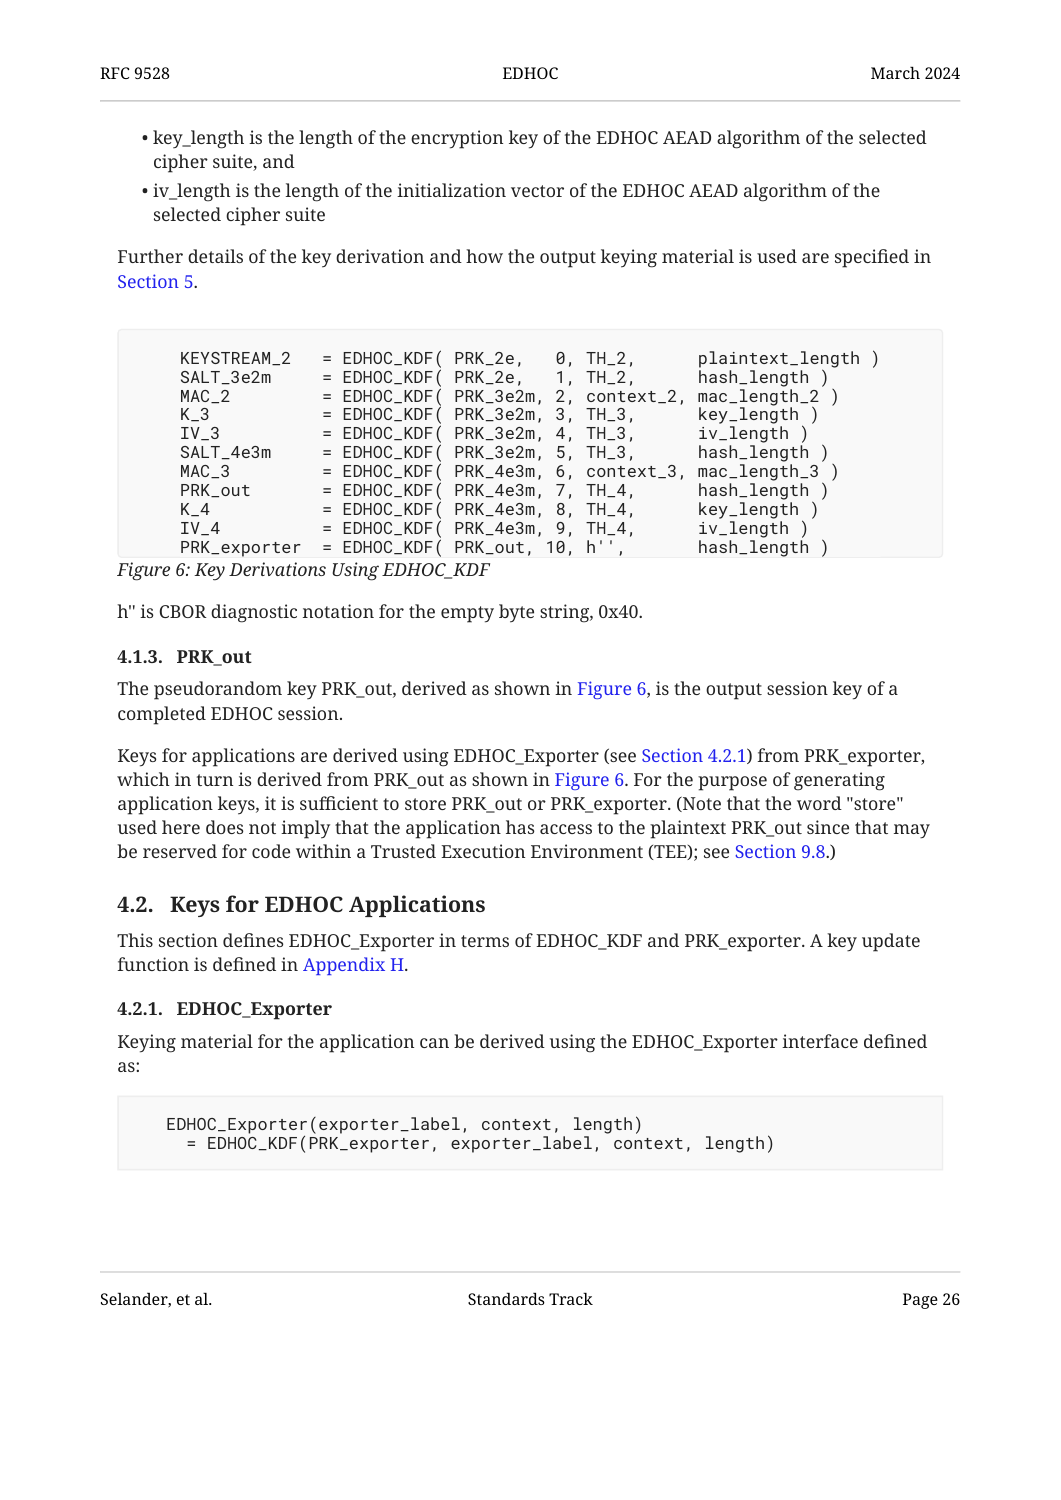 RFC 9528 EDHOC March 2024
• key_length is the length of the encryption key of the EDHOC AEAD algorithm of the selected
cipher suite, and
• iv_length is the length of the initialization vector of the EDHOC AEAD algorithm of the
selected cipher suite
Further details of the key derivation and how the output keying material is used are specified in
Section 5.
KEYSTREAM_2   = EDHOC_KDF( PRK_2e,   0, TH_2,      plaintext_length )
SALT_3e2m     = EDHOC_KDF( PRK_2e,   1, TH_2,      hash_length )
MAC_2         = EDHOC_KDF( PRK_3e2m, 2, context_2, mac_length_2 )
K_3           = EDHOC_KDF( PRK_3e2m, 3, TH_3,      key_length )
IV_3          = EDHOC_KDF( PRK_3e2m, 4, TH_3,      iv_length )
SALT_4e3m     = EDHOC_KDF( PRK_3e2m, 5, TH_3,      hash_length )
MAC_3         = EDHOC_KDF( PRK_4e3m, 6, context_3, mac_length_3 )
PRK_out       = EDHOC_KDF( PRK_4e3m, 7, TH_4,      hash_length )
K_4           = EDHOC_KDF( PRK_4e3m, 8, TH_4,      key_length )
IV_4          = EDHOC_KDF( PRK_4e3m, 9, TH_4,      iv_length )
PRK_exporter  = EDHOC_KDF( PRK_out, 10, h'',       hash_length )
Figure 6: Key Derivations Using EDHOC_KDF
h'' is CBOR diagnostic notation for the empty byte string, 0x40.
4.1.3. PRK_out
The pseudorandom key PRK_out, derived as shown in Figure 6, is the output session key of a
completed EDHOC session.
Keys for applications are derived using EDHOC_Exporter (see Section 4.2.1) from PRK_exporter,
which in turn is derived from PRK_out as shown in Figure 6. For the purpose of generating
application keys, it is sufficient to store PRK_out or PRK_exporter. (Note that the word "store"
used here does not imply that the application has access to the plaintext PRK_out since that may
be reserved for code within a Trusted Execution Environment (TEE); see Section 9.8.)
4.2. Keys for EDHOC Applications
This section defines EDHOC_Exporter in terms of EDHOC_KDF and PRK_exporter. A key update
function is defined in Appendix H.
4.2.1. EDHOC_Exporter
Keying material for the application can be derived using the EDHOC_Exporter interface defined
as:
EDHOC_Exporter(exporter_label, context, length)
= EDHOC_KDF(PRK_exporter, exporter_label, context, length)
Selander, et al. Standards Track Page 26